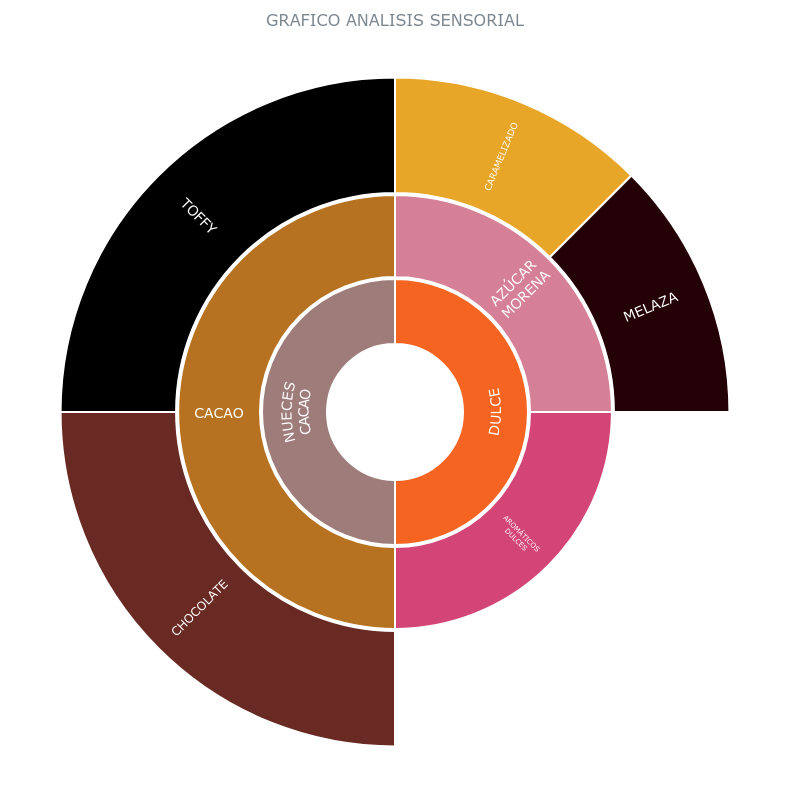 GRAFICO ANALISIS SENSORIAL
CARAMELIZADO
TOFFY
AZÚCAR
MORENA
MELAZA
NUECES
CACAO
DULCE
CACAO
AROMÁTICOS
DULCES
CHOCOLATE